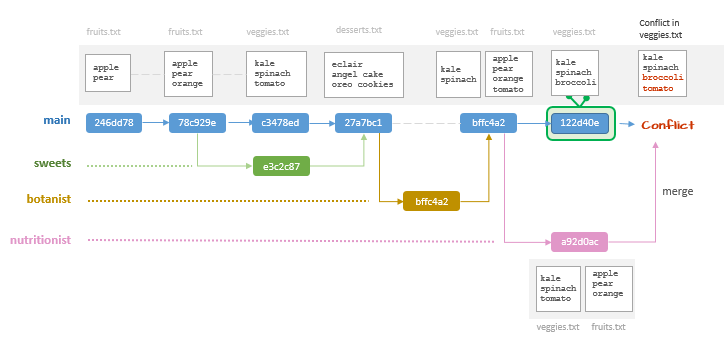 fruits.txt
fruits.txt
veggies.txt
desserts.txt
veggies.txt
fruits.txt
veggies.txt
Conflict in
veggies.txt
apple
pear
apple
pear
orange
kale
spinach
tomato
eclair
angel cake
oreo cookies
kale
spinach
apple
pear
orange
tomato
kale
spinach
broccoli
kale
spinach
broccoli
tomato
main
246dd78
78c929e
c3478ed
27a7bc1
bffc4a2
122d40e
Conflict
sweets
e3c2c87
botanist
bffc4a2
merge
nutritionist
a92d0ac
kale
spinach
tomato
apple
pear
orange
veggies.txt
fruits.txt